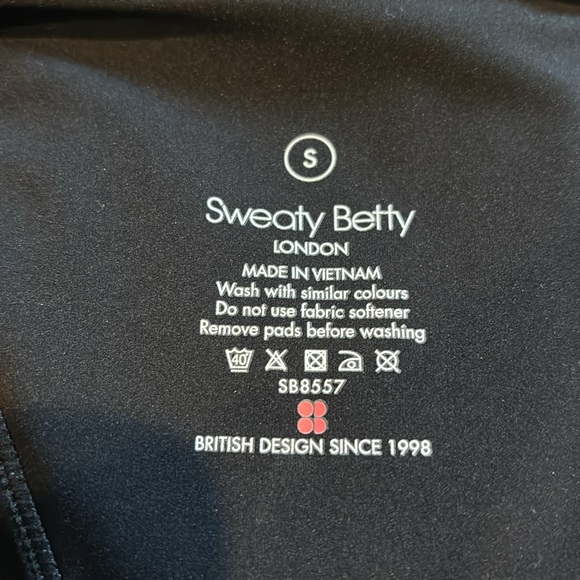 S
Sweaty Betty
LONDON
MADE IN VIETNAM
Wash with similar colours
Do not use fabric softener
Remove pads before washing
40
SB8557
BRITISH DESIGN SINCE 1998